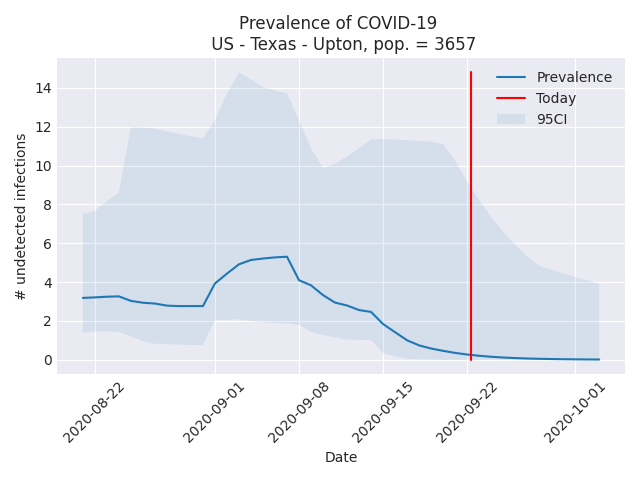 Prevalence of COVID-19
US - Texas - Upton, pop. = 3657
Prevalence
Today
95CI
# undetected infections
14
12
10
8
6
4
2
0
2020-08-22
2020-09-01
2020-09-08
2020-09-15
2020-09-22
2020-10-01
Date